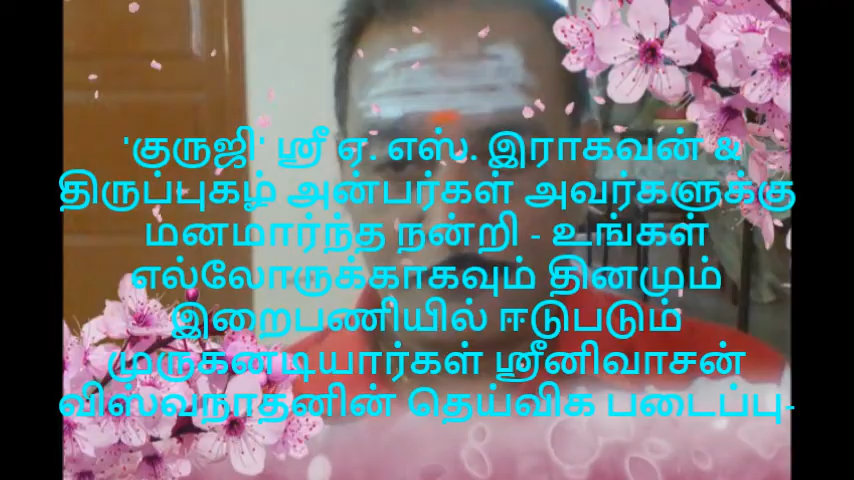 'குருஜி' ஸ்ரீ ஏ. எஸ். இராகவன் &
திருப்புகழ் அன்பர்கள் அவர்களுக்கு
மனமார்ந்த நன்றி - உங்கள்
எல்லோருக்காகவும் தினமும்
இறைபணியில் ஈடுபடும்
முருகனடியார்கள் ஸ்ரீனிவாசன்
விஸ்வநாதனின் தெய்விக படைப்பு-